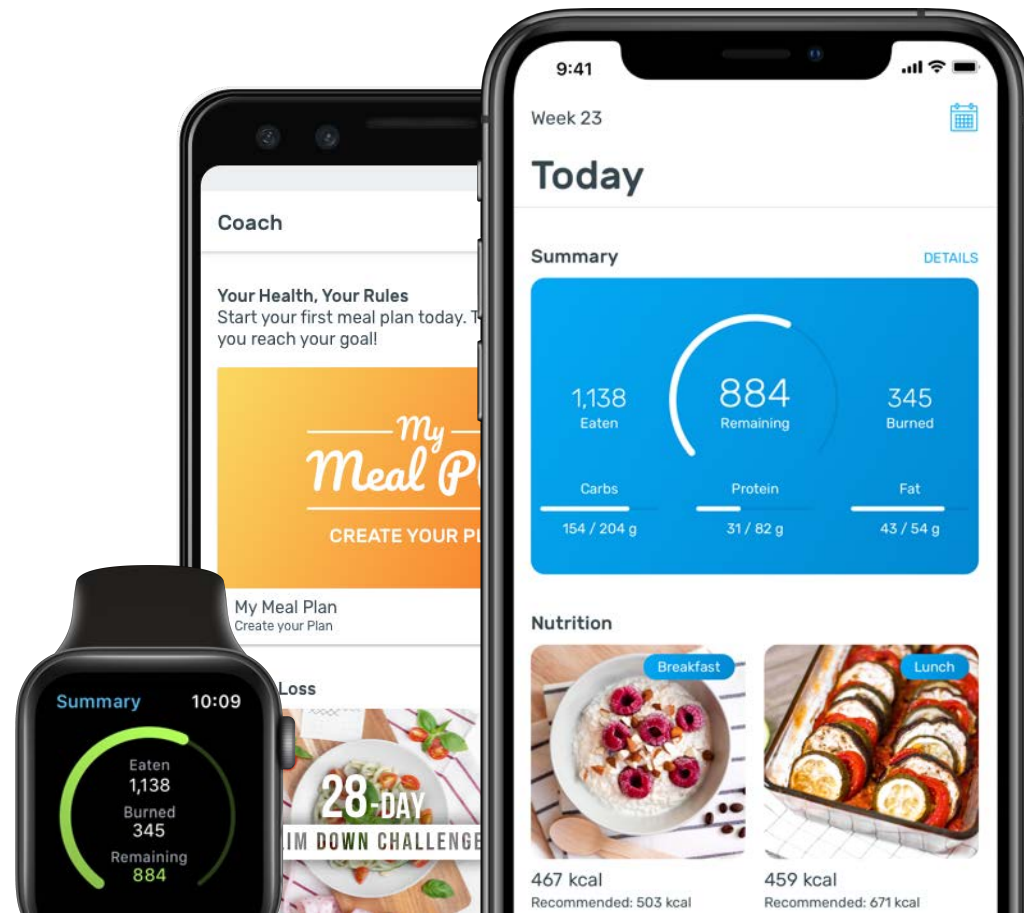 9:41
Week 23
Today
Summary
DETAILS
1,138
Eaten
884
Remaining
345
Burned
Carbs
Protein
Fat
154 / 204 g
31 / 82 g
43 / 54 g
Nutrition
Breakfast
Lunch
467 kcal
Recommended: 503 kcal
459 kcal
Recommended: 671 kcal
Coach
Your Health, Your Rules
Start your first meal plan today.
you reach your goal!
My
Meal P
CREATE YOUR
My Meal Plan
Create your Plan
Loss
28-DAY
DOWN CHALLENGE
Summary
10:09
Eaten
1,138
Burned
345
Remaining
884